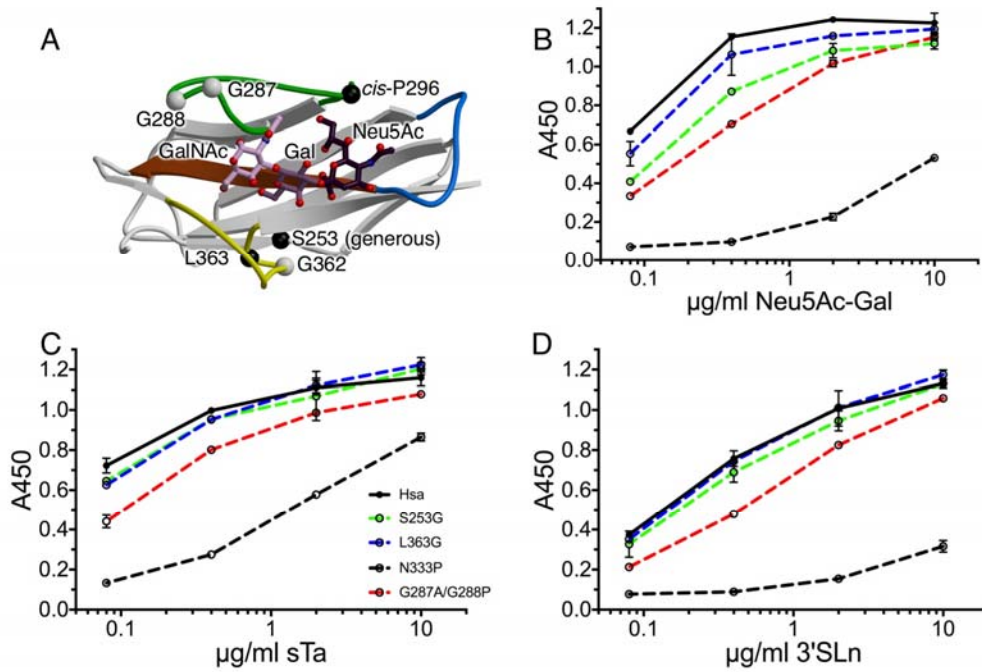 A
G287
cis-P296
G288
Neu5Ac
GalNAc
Gal
S253 (generous)
L363
G362
B
A450
1.2
1.0
0.8
0.6
0.4
0.2
0.0
0.1
1
10
µg/ml Neu5Ac-Gal
C
A450
1.2
1.0
0.8
0.6
0.4
0.2
0.0
Hsa
S253G
L363G
N333P
G287A/G288P
0.1
1
10
µg/ml sTa
D
A450
1.2
1.0
0.8
0.6
0.4
0.2
0.0
0.1
1
10
µg/ml 3'SLn